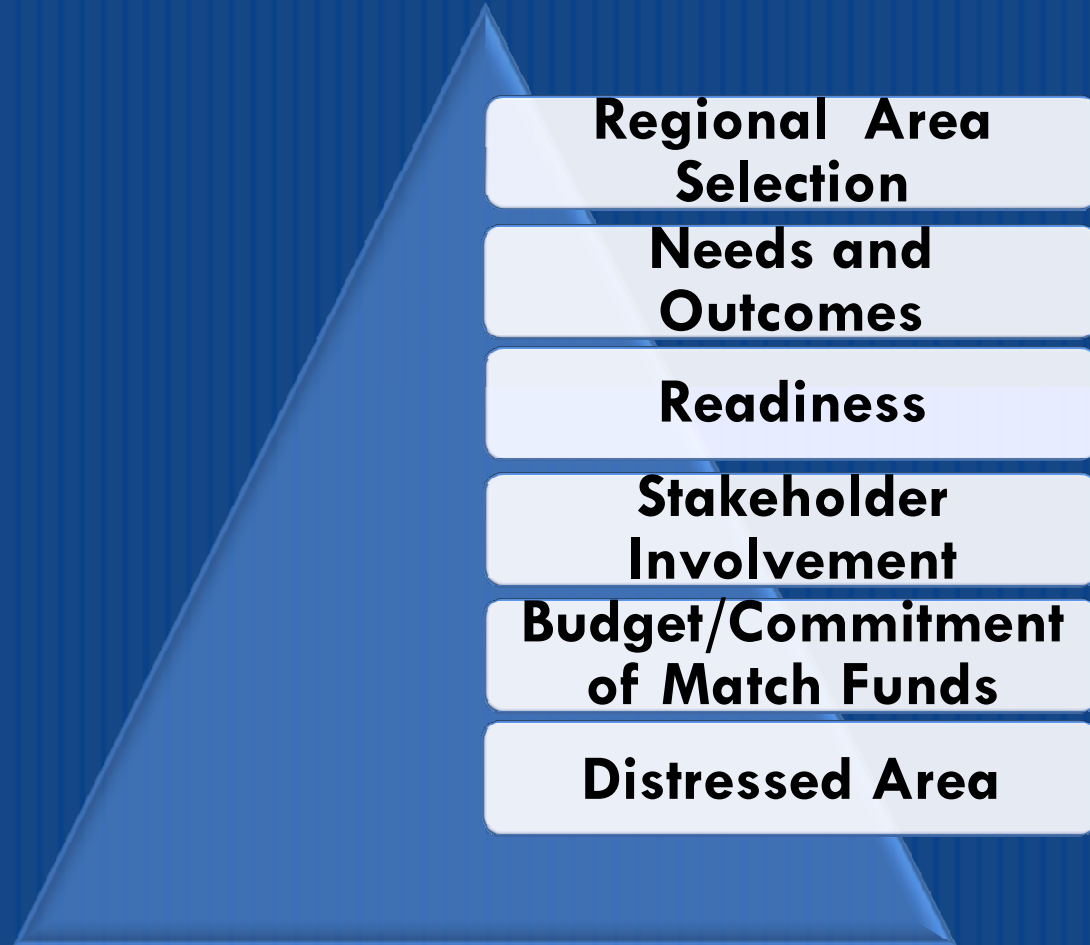 Regional Area
Selection
Needs and
Outcomes
Readiness
Stakeholder
Involvement
Budget/Commitment
of Match Funds
Distressed Area